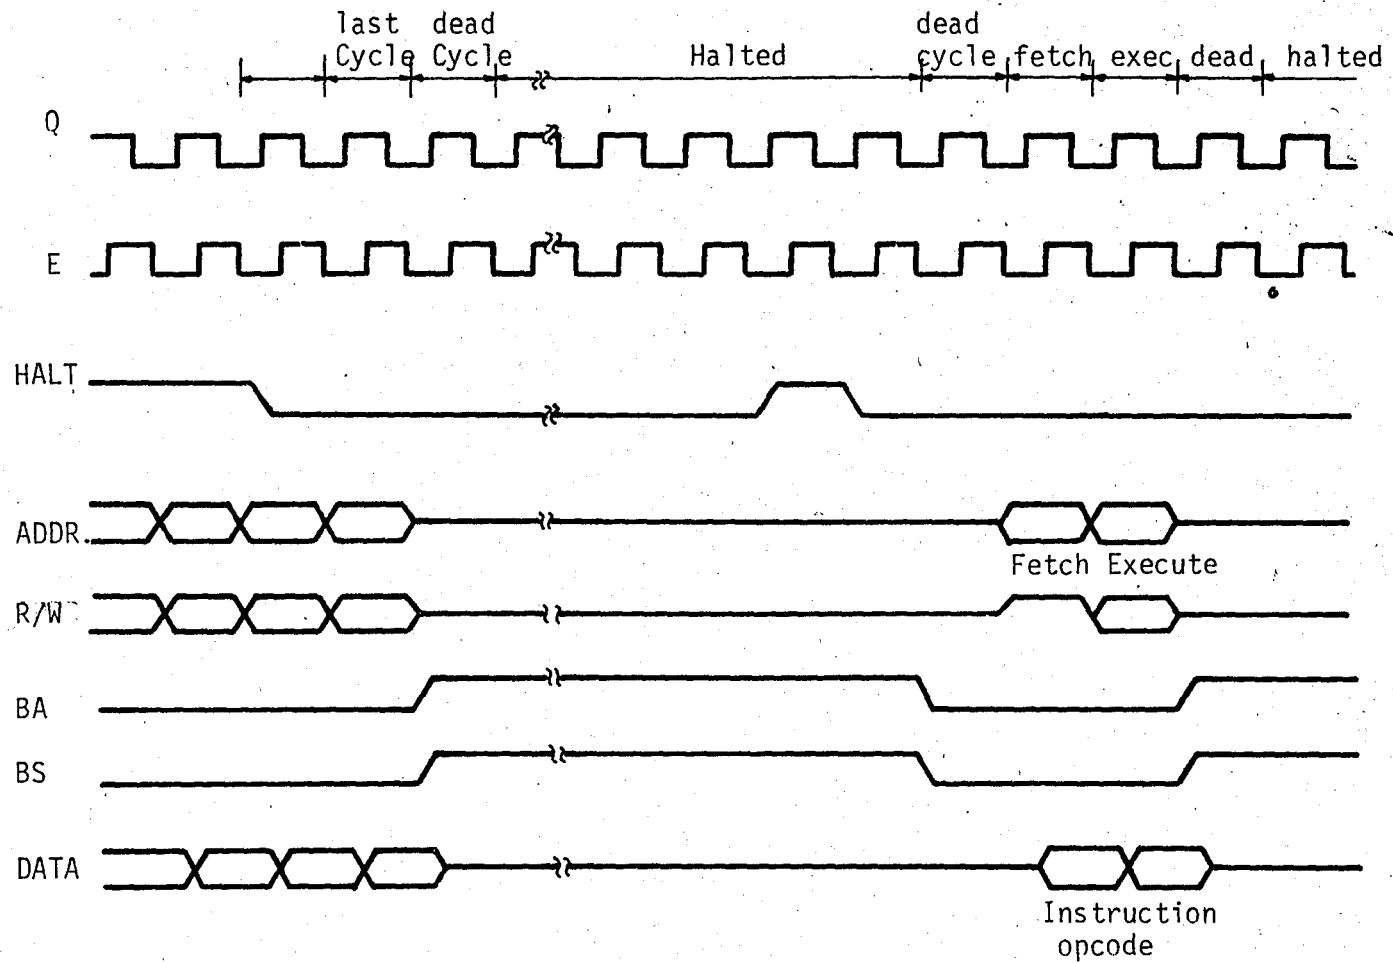 last dead dead
Cycle Cycle Halted cycle fetch exec dead halted
Q
E
HALT
ADDR.
Fetch Execute
R/W
BA
BS
DATA
Instruction
opcode